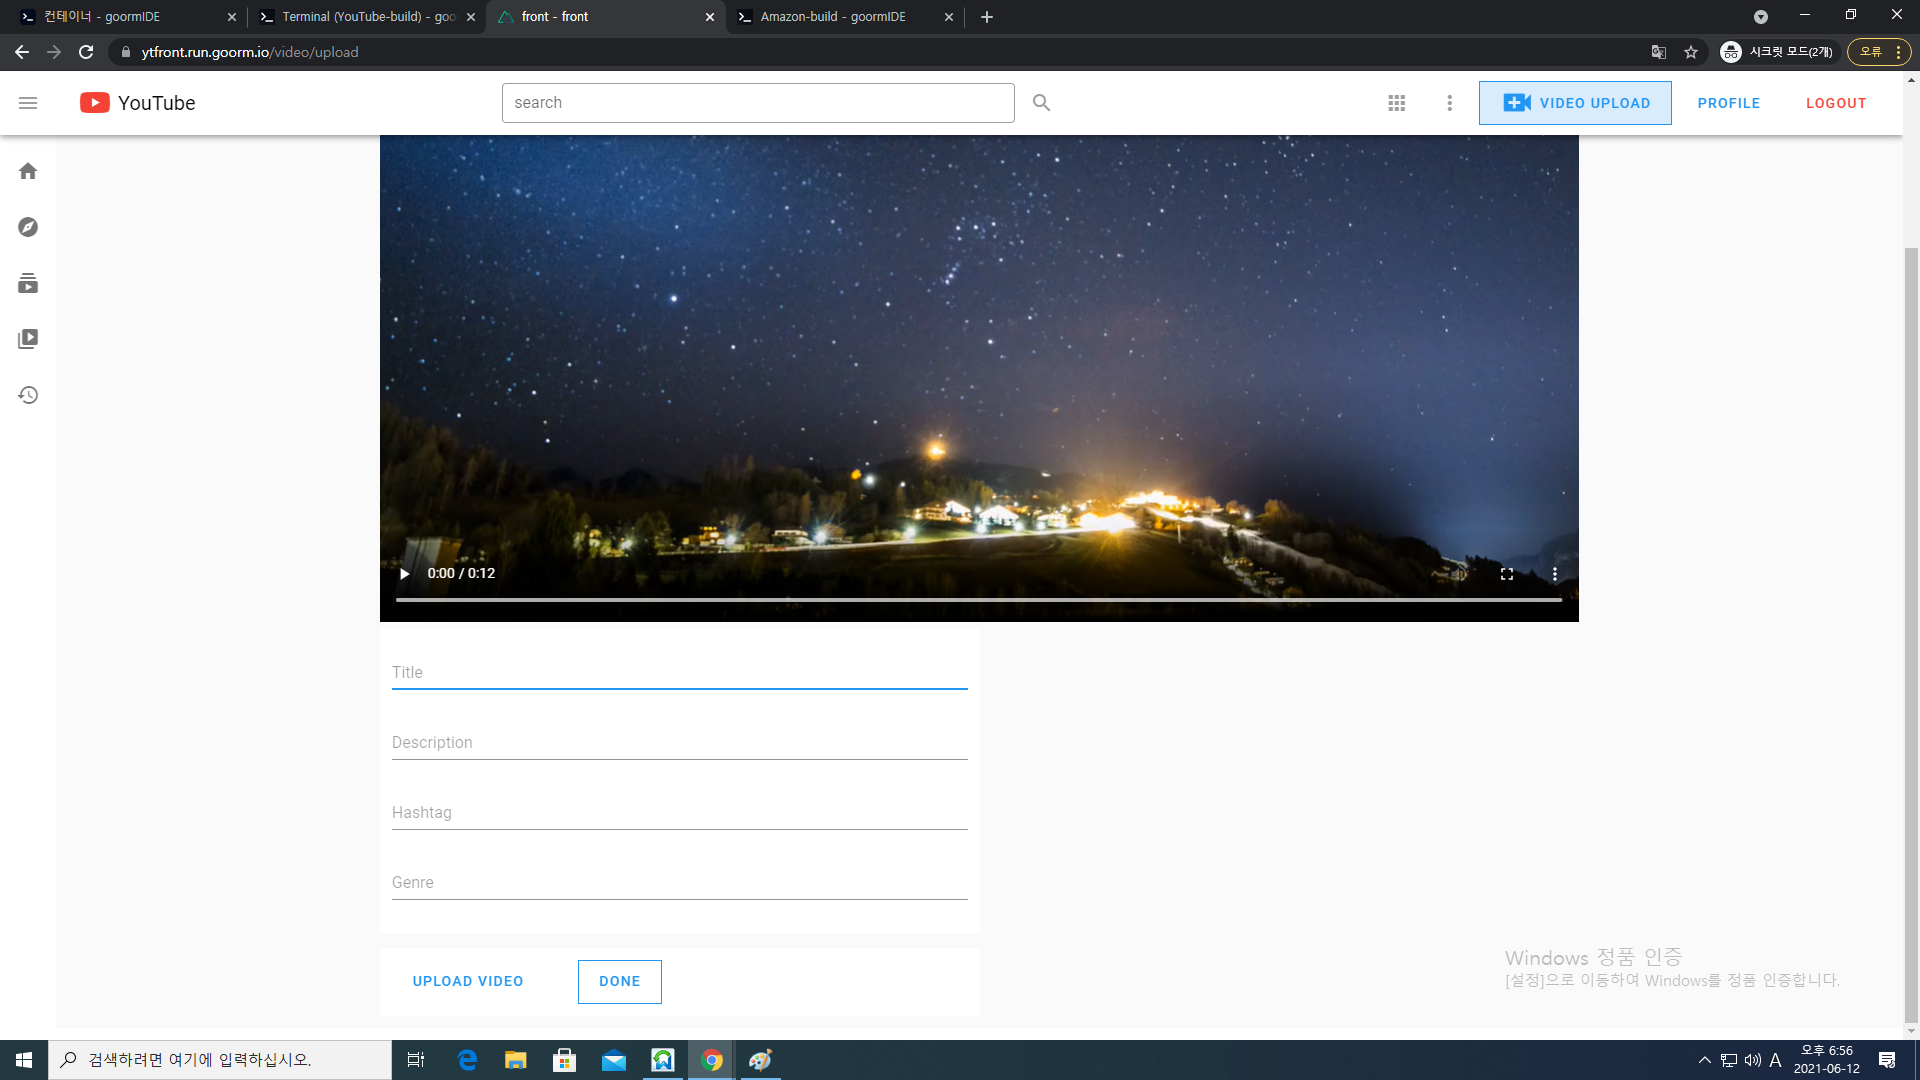 컨테이너 - goormIDE
Terminal (YouTube-build) - goo
front - front
Amazon-build - goormIDE
ytfront.run.goorm.io/video/upload
시크릿 모드(2개)
오류
YouTube
search
VIDEO UPLOAD
PROFILE
LOGOUT
0:00 / 0:12
Title
Description
Hashtag
Genre
UPLOAD VIDEO
DONE
Windows 정품 인증
[설정]으로 이동하여 Windows를 정품 인증합니다.
검색하려면 여기에 입력하십시오.
A
오후 6:56
2021-06-12